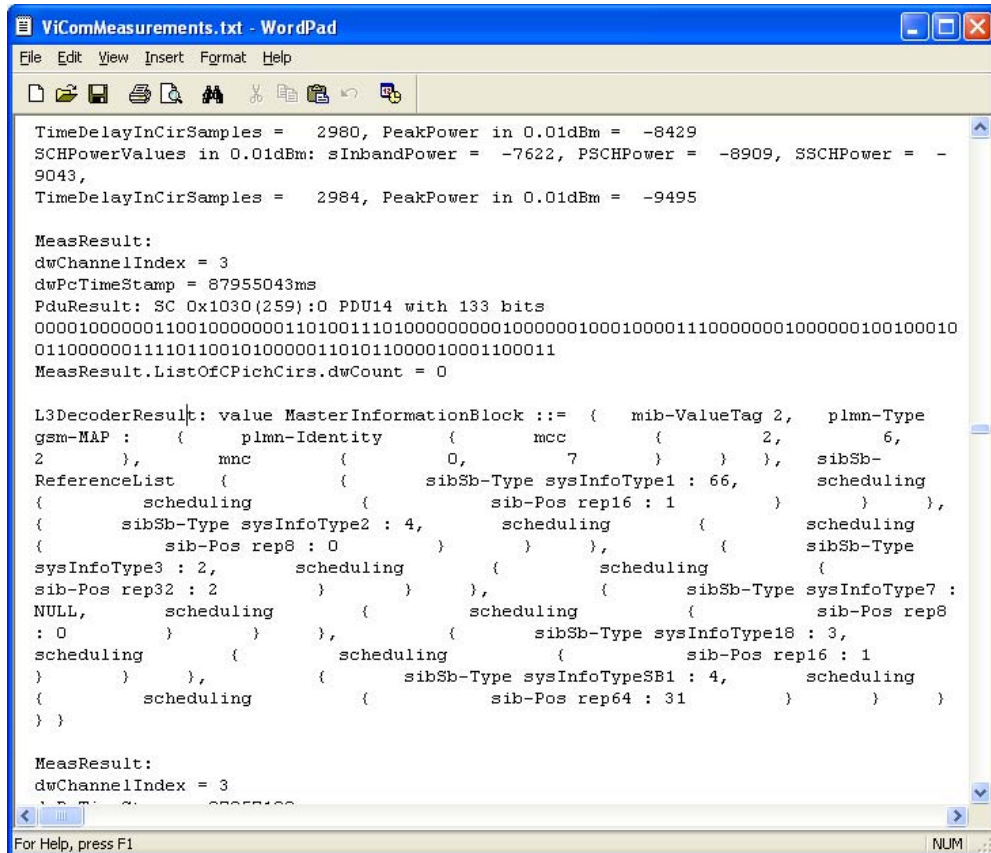 ViComMeasurements.txt - WordPad
File Edit View Insert Format Help
TimeDelayInCirSamples = 2980, PeakPower in 0.01dBm = -8429
SCHPowerValues in 0.01dBm: sInbandPower = -7622, PSCHPower = -8909, SSCHPower = -
9043,
TimeDelayInCirSamples = 2984, PeakPower in 0.01dBm = -9495
MeasResult:
dwChannelIndex = 3
dwPcTimeStamp = 87955043ms
PduResult: SC 0x1030(259):0 PDU14 with 133 bits
MeasResult.ListOfCPichCirs.dwCount = 0
L3DecoderResult: value MasterInformationBlock ::= { mib-ValueTag 2, plmn-Type
gsm-MAP : { plmn-Identity { mcc { 2, 6,
2 }, mnc { 0, 7 } } }, sibSb-
ReferenceList { { sibSb-Type sysInfoType1 : 66, scheduling
{ scheduling { sib-Pos rep16 : 1 } } },
{ sibSb-Type sysInfoType2 : 4, scheduling { scheduling
{ sib-Pos rep8 : 0 } } }, { sibSb-Type
sysInfoType3 : 2, scheduling { scheduling {
sib-Pos rep32 : 2 } } }, { sibSb-Type sysInfoType7 :
NULL, scheduling { scheduling { sib-Pos rep8
: 0 } } }, { sibSb-Type sysInfoType18 : 3,
scheduling { scheduling { sib-Pos rep16 : 1
} } }, { sibSb-Type sysInfoTypeSB1 : 4, scheduling
{ scheduling { sib-Pos rep64 : 31 } } }
} }
MeasResult:
dwChannelIndex = 3
For Help, press F1
NUM